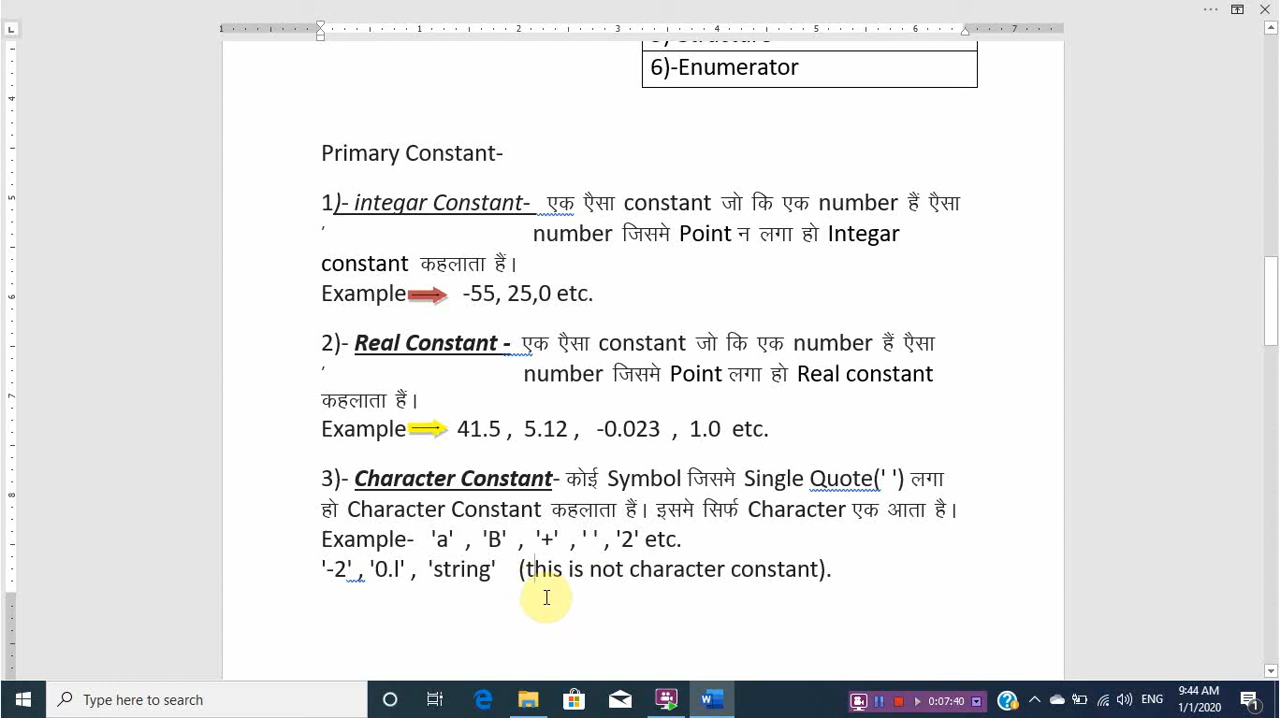 6)-Enumerator
Primary Constant-
1)- integar Constant- एक ऐसा constant जो कि एक number हैं ऐसा
number जिसमे Point न लगा हो Integar
constant कहलाता हैं।
Example -55, 25,0 etc.
2)- Real Constant - एक ऐसा constant जो कि एक number हैं ऐसा
number जिसमे Point लगा हो Real constant
कहलाता हैं।
Example 41.5 , 5.12 , -0.023 , 1.0 etc.
3)- Character Constant- कोई Symbol जिसमे Single Quote(' ') लगा
हो Character Constant कहलाता हैं। इसमे सिर्फ Character एक आता है।
Example- 'a' , 'B' , '+' , ' ' , '2' etc.
'-2' , '0.l' , 'string' (this is not character constant).
Type here to search
0:07:40
ENG
9:44 AM
1/1/2020